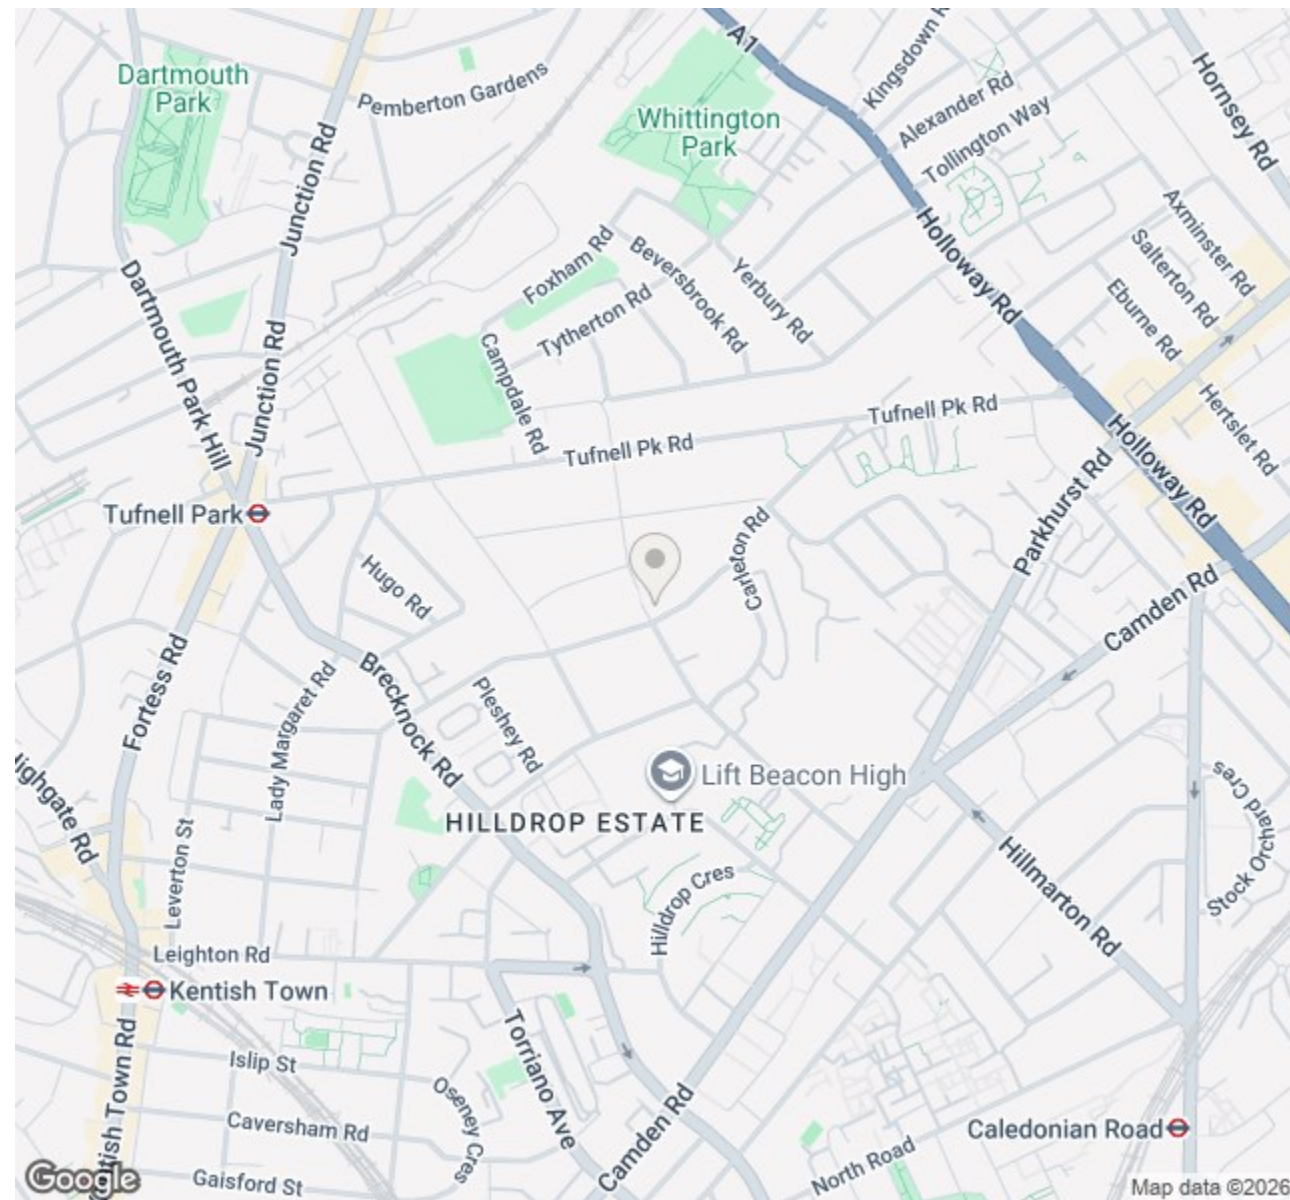 A1
Kingsdown R
Hornsey Rd
Dartmouth
Park
Pemberton Gardens
Alexander Rd
Whittington
Park
Tollington Way
Junction Rd
Axminster Rd
Foxham Rd
Beversbrook Rd
Yerbury Rd
Holloway Rd
Salterton Rd
Dartmouth Park Hill
Eburne Rd
Tytherton Rd
Junction Rd
Campdale Rd
Hertslet Rd
Tufnell Pk Rd
Tufnell Pk Rd
Holloway Rd
Parkhurst Rd
Tufnell Park
Carleton Rd
Hugo Rd
Camden Rd
Fortess Rd
Lady Margaret Rd
Brecknock Rd
Pleshey Rd
ighgate Rd
Lift Beacon High
Stock Orchard Cres
HILLDROP ESTATE
Leverton St
Hilldrop Cres
Hillmarton Rd
Leighton Rd
Kentish Town
Torriano Ave
Islip St
Oseney Cres
Kentish Town Rd
Camden Rd
Caversham Rd
Caledonian Road
North Road
Gaisford St
Google
Map data ©2026